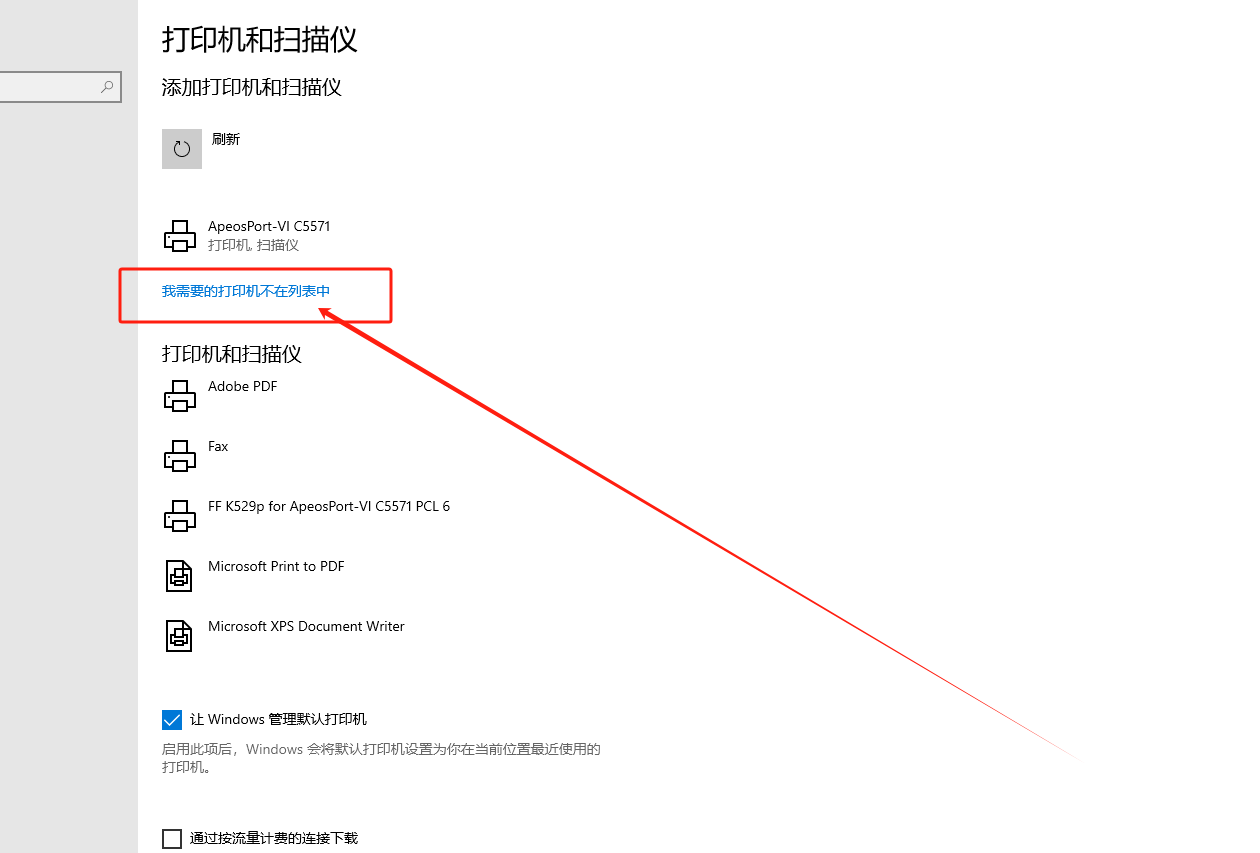 打印机和扫描仪
添加打印机和扫描仪
刷新
ApeosPort-VI C5571
打印机, 扫描仪
我需要的打印机不在列表中
打印机和扫描仪
Adobe PDF
Fax
FF K529p for ApeosPort-VI C5571 PCL 6
Microsoft Print to PDF
Microsoft XPS Document Writer
让 Windows 管理默认打印机
启用此项后，Windows 会将默认打印机设置为你在当前位置最近使用的
打印机。
通过按流量计费的连接下载